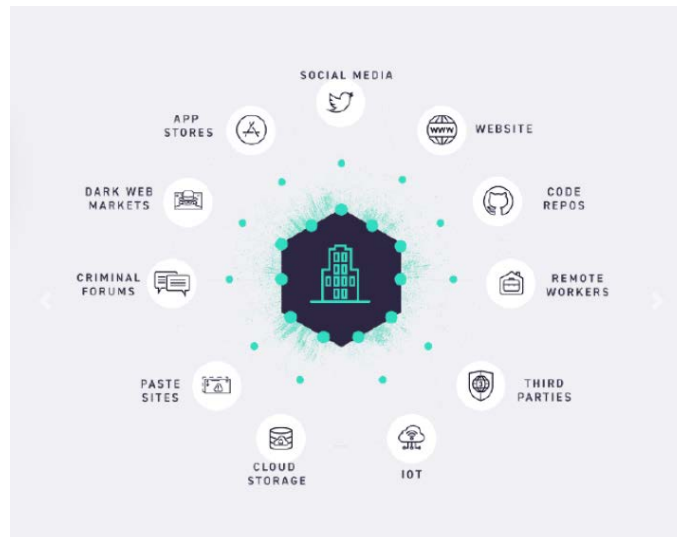 SOCIAL MEDIA
APP
STORES
WWW
WEBSITE
DARK WEB
MARKETS
CODE
REPOS
CRIMINAL
FORUMS
REMOTE
WORKERS
PASTE
SITES
THIRD
PARTIES
CLOUD
STORAGE
IOT